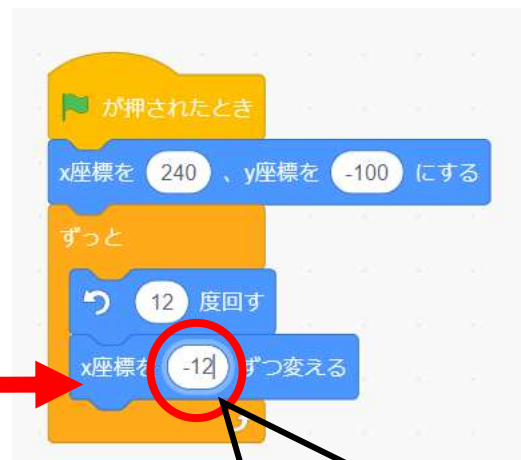 が押されたとき
x座標を 240 、y座標を -100 にする
ずっと
12 度回す
x座標を -12 ずつ変える